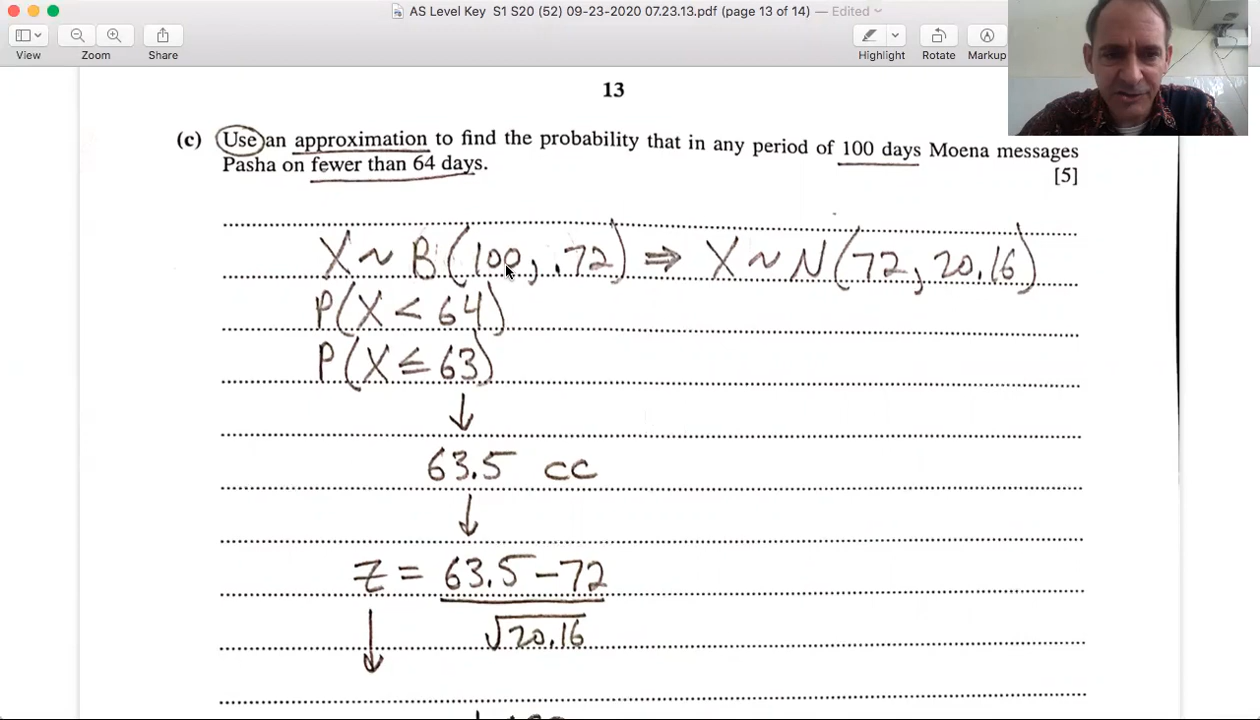 AS Level Key S1 S20 (52) 09-23-2020 07.23.13.pdf (page 13 of 14) — Edited
View Zoom Share Highlight Rotate Markup
13
(c) Use an approximation to find the probability that in any period of 100 days Moena messages
Pasha on fewer than 64 days.
[5]
X ~ B(100, .72) ⇒ X ~ N(72, 20.16)
P(X < 64)
P(X ≤ 63)
↓
63.5 cc
↓
Z = 63.5 – 72
√20.16
↓